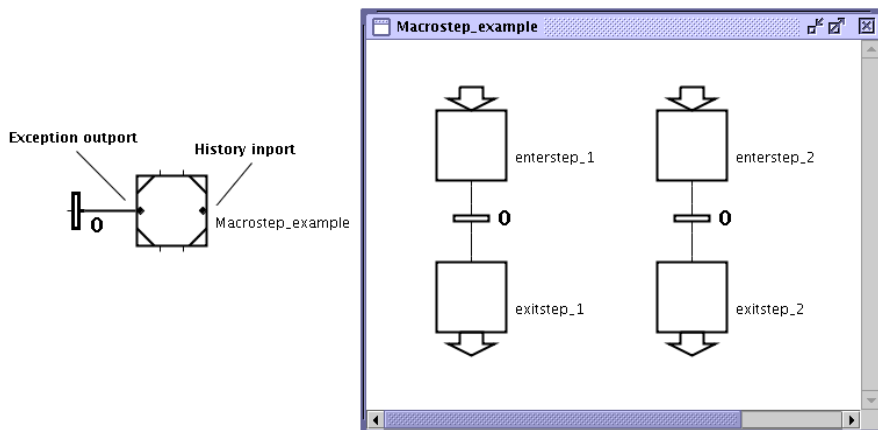 Macrostep_example
Exception outport
History inport
0
Macrostep_example
enterstep_1
enterstep_2
0
0
exitstep_1
exitstep_2